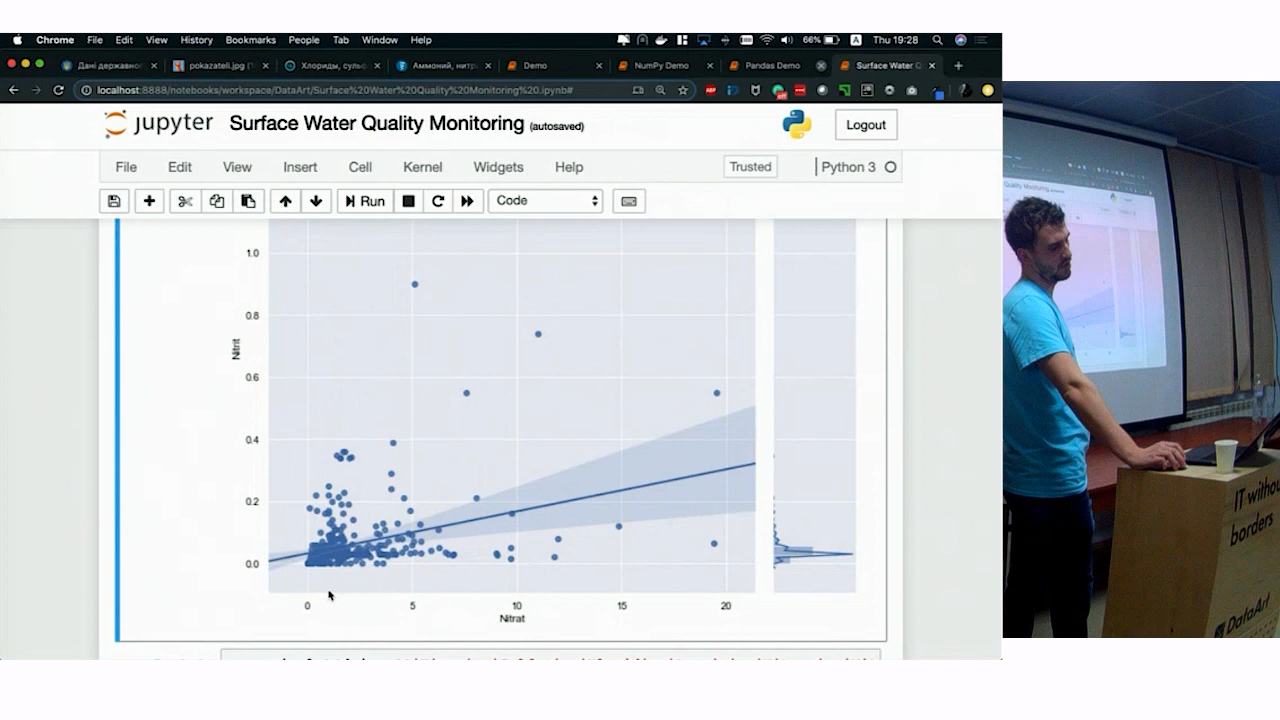 Chrome File Edit View History Bookmarks People Tab Window Help 66% A Thu 19:28
Дані державног pokazateli.jpg (1 Хлориды, сульф Аммоний, нитра Demo NumPy Demo Pandas Demo Surface Water Q
localhost:8888/notebooks/workspace/DataArt/Surface%20Water%20Quality%20Monitoring%20.ipynb#
jupyter Surface Water Quality Monitoring (autosaved) Logout
File Edit View Insert Cell Kernel Widgets Help Trusted Python 3
Run Code
1.0
0.8
0.6
0.4
0.2
0.0
Nitrit
0 5 10 15 20
Nitrat
IT without
borders
DataArt